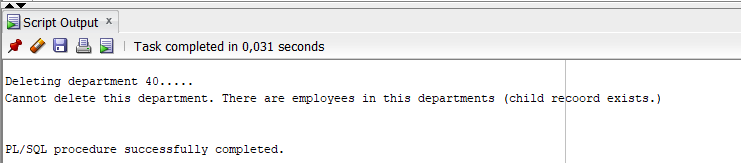 Script Output ×
Task completed in 0,031 seconds
Deleting department 40.....
Cannot delete this department. There are employees in this departments (child recoord exists.)
PL/SQL procedure successfully completed.